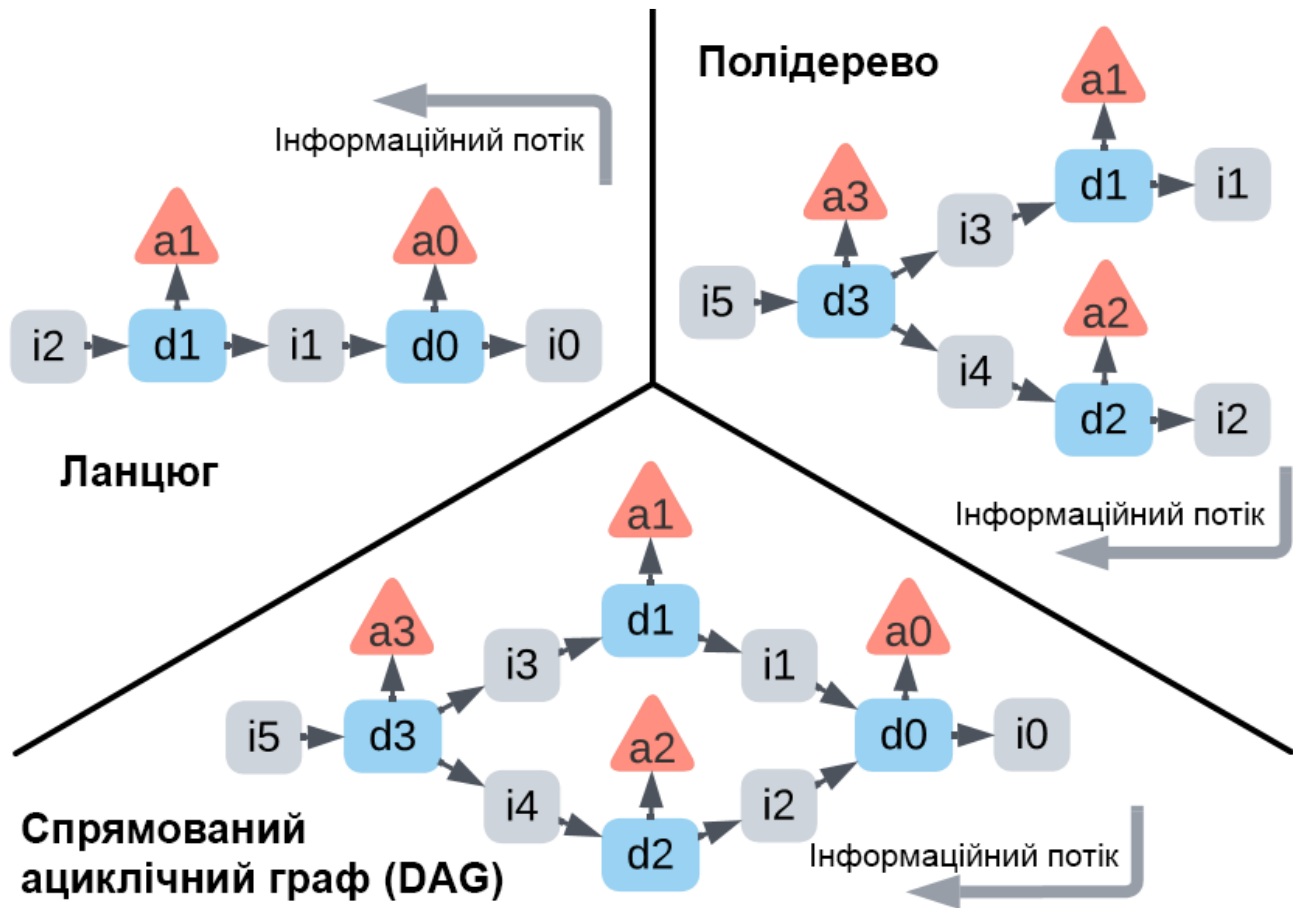 Інформаційний потік
a1
a0
i2
d1
i1
d0
i0
Ланцюг
Полідерево
a1
a3
d1
i1
i3
i5
d3
a2
i4
d2
i2
Інформаційний потік
a1
a3
d1
a0
i3
i1
i5
d3
a2
d0
i0
i4
i2
d2
Спрямований
ациклічний граф (DAG)
Інформаційний потік